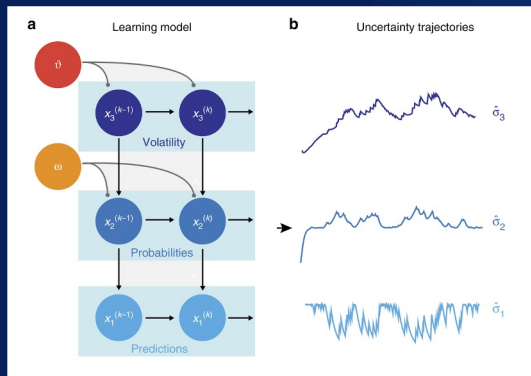 a
Learning model
b
Uncertainty trajectories
ϑ
x₃⁽ᵏ⁻¹⁾
x₃⁽ᵏ⁾
Volatility
σ̂₃
ω
x₂⁽ᵏ⁻¹⁾
x₂⁽ᵏ⁾
Probabilities
σ̂₂
x₁⁽ᵏ⁻¹⁾
x₁⁽ᵏ⁾
Predictions
σ̂₁